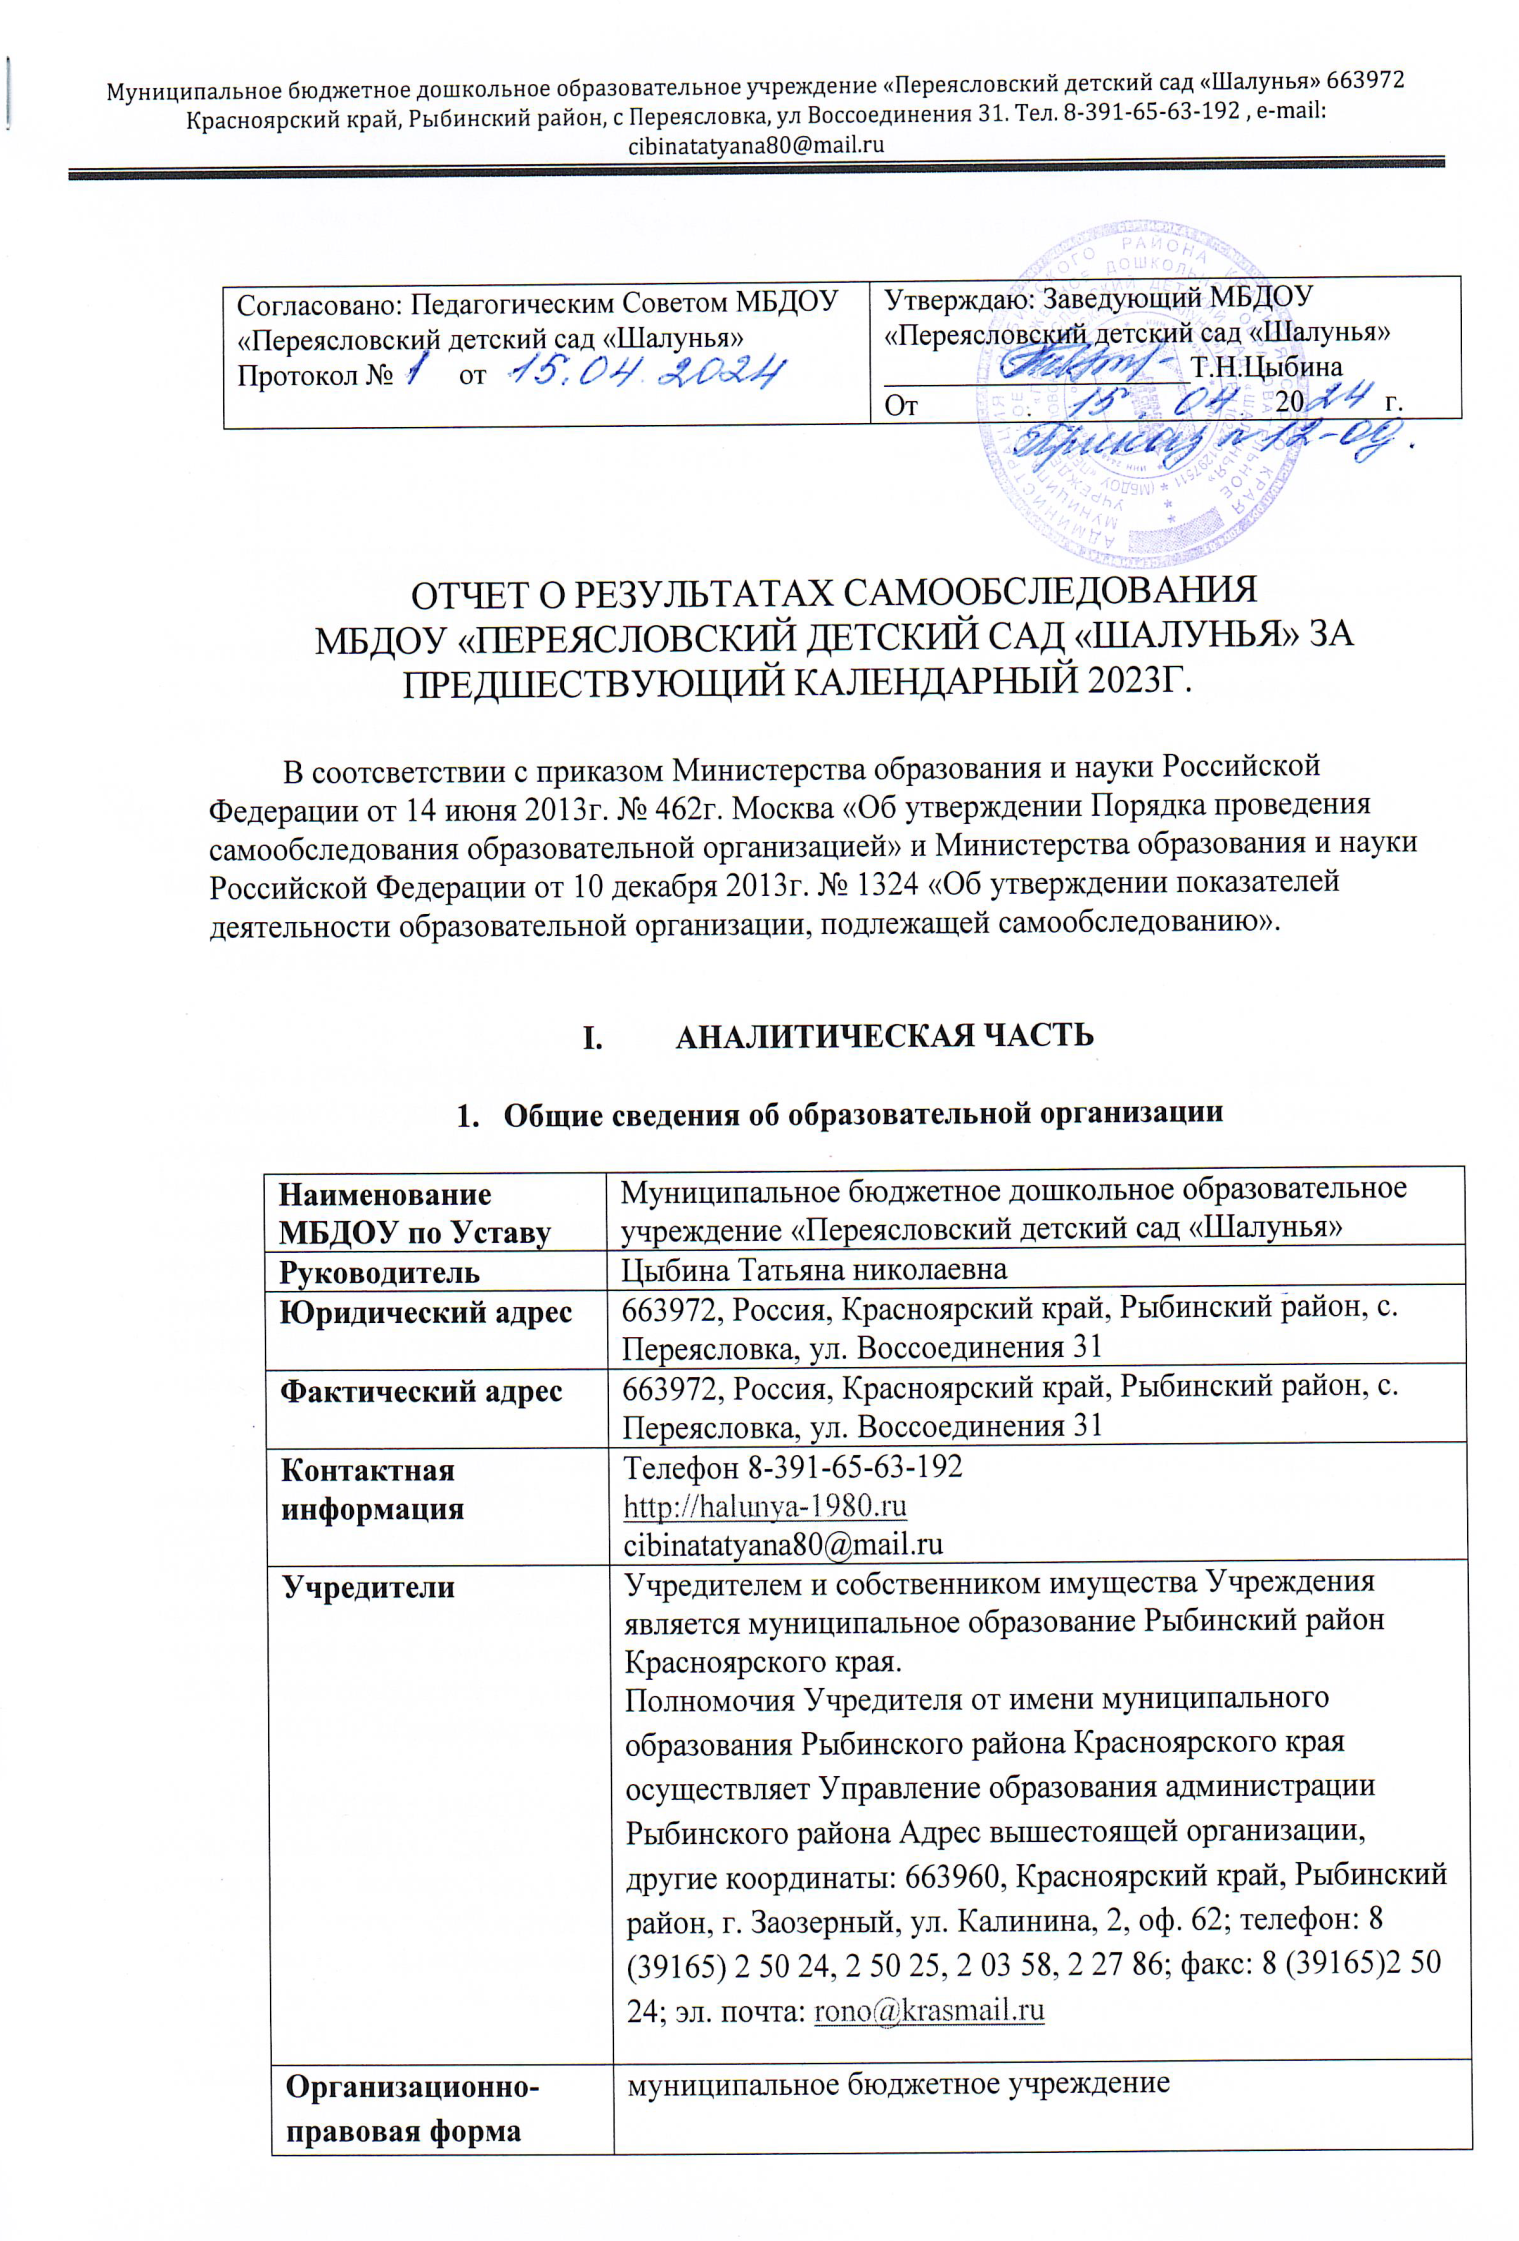 Муниципальное бюджетное дошкольное образовательное учреждение «Переясловский детский сад «Шалунья» 663972
Красноярский край, Рыбинский район, с Переясловка, ул Воссоединения 31. Тел. 8-391-65-63-192 , e-mail:
cibinatatyana80@mail.ru
Согласовано: Педагогическим Советом МБДОУ
«Переясловский детский сад «Шалунья»
Протокол № 1 от 15.04.2024
Утверждаю: Заведующий МБДОУ
«Переясловский детский сад «Шалунья»
Т.Н.Цыбина
От 15. 04. 2024 г.
Приказ № 12-од.
ОТЧЕТ О РЕЗУЛЬТАТАХ САМООБСЛЕДОВАНИЯ
МБДОУ «ПЕРЕЯСЛОВСКИЙ ДЕТСКИЙ САД «ШАЛУНЬЯ» ЗА
ПРЕДШЕСТВУЮЩИЙ КАЛЕНДАРНЫЙ 2023Г.
В соотсветствии с приказом Министерства образования и науки Российской
Федерации от 14 июня 2013г. № 462г. Москва «Об утверждении Порядка проведения
самообследования образовательной организацией» и Министерства образования и науки
Российской Федерации от 10 декабря 2013г. № 1324 «Об утверждении показателей
деятельности образовательной организации, подлежащей самообследованию».
I. АНАЛИТИЧЕСКАЯ ЧАСТЬ
1. Общие сведения об образовательной организации
Наименование
МБДОУ по Уставу
Муниципальное бюджетное дошкольное образовательное
учреждение «Переясловский детский сад «Шалунья»
Руководитель
Цыбина Татьяна николаевна
Юридический адрес
663972, Россия, Красноярский край, Рыбинский район, с.
Переясловка, ул. Воссоединения 31
Фактический адрес
663972, Россия, Красноярский край, Рыбинский район, с.
Переясловка, ул. Воссоединения 31
Контактная
информация
Телефон 8-391-65-63-192
http://halunya-1980.ru
cibinatatyana80@mail.ru
Учредители
Учредителем и собственником имущества Учреждения
является муниципальное образование Рыбинский район
Красноярского края.
Полномочия Учредителя от имени муниципального
образования Рыбинского района Красноярского края
осуществляет Управление образования администрации
Рыбинского района Адрес вышестоящей организации,
другие координаты: 663960, Красноярский край, Рыбинский
район, г. Заозерный, ул. Калинина, 2, оф. 62; телефон: 8
(39165) 2 50 24, 2 50 25, 2 03 58, 2 27 86; факс: 8 (39165)2 50
24; эл. почта: rono@krasmail.ru
Организационно-
правовая форма
муниципальное бюджетное учреждение